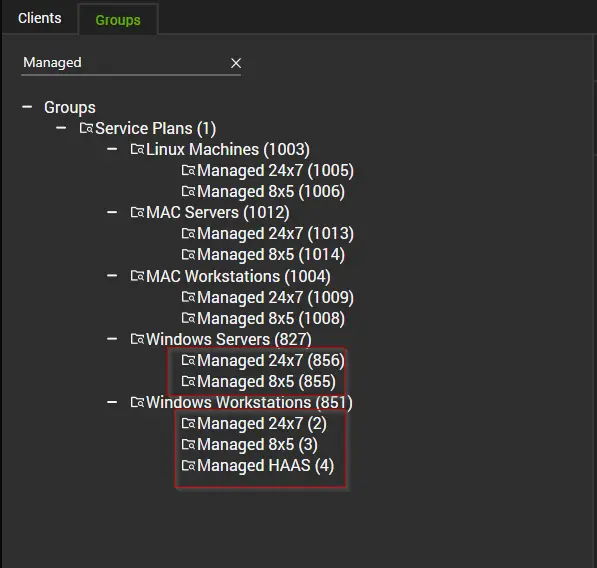 Clients Groups
Managed
Groups
Service Plans (1)
Linux Machines (1003)
Managed 24x7 (1005)
Managed 8x5 (1006)
MAC Servers (1012)
Managed 24x7 (1013)
Managed 8x5 (1014)
MAC Workstations (1004)
Managed 24x7 (1009)
Managed 8x5 (1008)
Windows Servers (827)
Managed 24x7 (856)
Managed 8x5 (855)
Windows Workstations (851)
Managed 24x7 (2)
Managed 8x5 (3)
Managed HAAS (4)